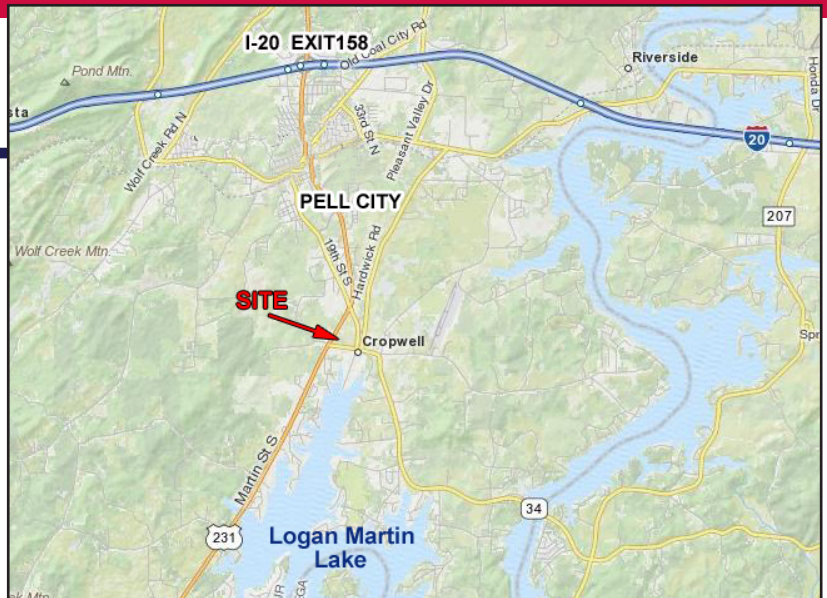 I-20 EXIT158
Old Coal City Rd
Riverside
Pond Mtn.
Honda Dr
sta
33rd St N
Pleasant Valley Dr
20
Wolf Creek Rd N
PELL CITY
207
Wolf Creek Mtn.
19th St S
Hardwick Rd
SITE
Spr
Cropwell
Martin St S
34
231
Logan Martin
Lake